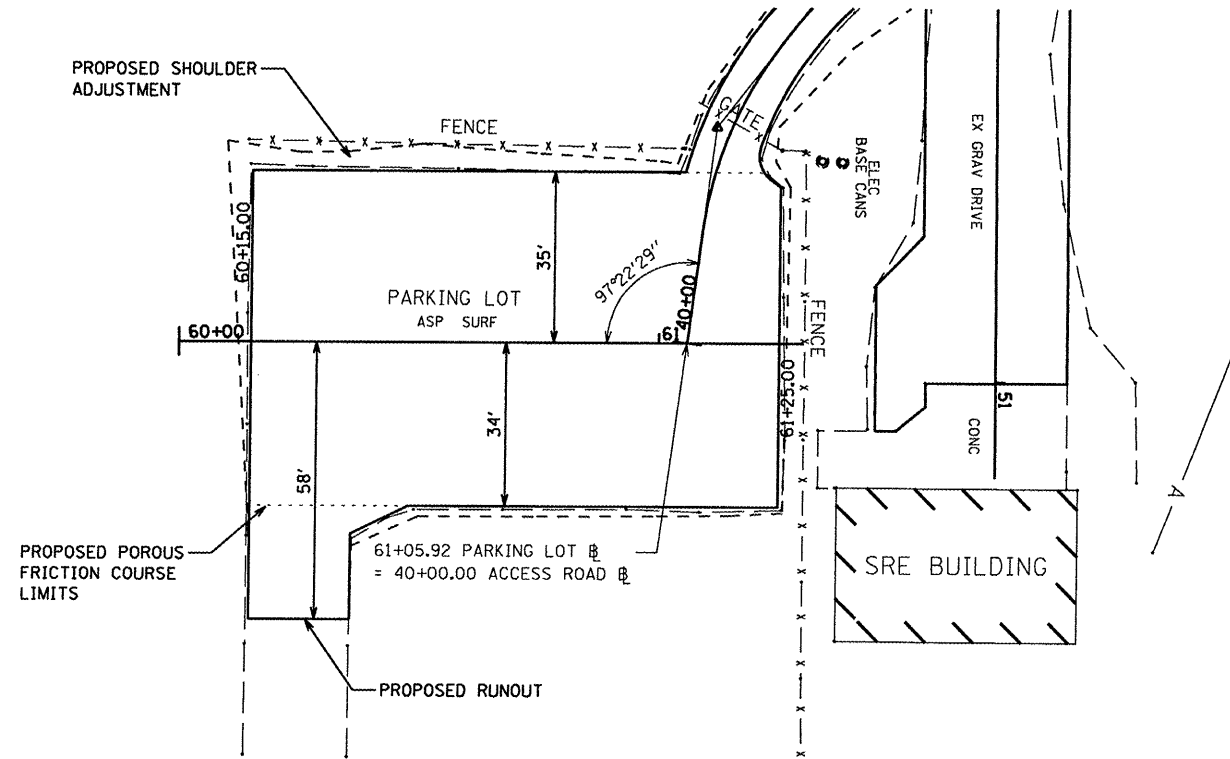 PROPOSED SHOULDER
ADJUSTMENT
FENCE
GATE
ELEC
BASE CANS
EX GRAV DRIVE
60+15.00
35'
97°22'29"
PARKING LOT
ASP SURF
40+00
60+00
61
FENCE
61+25.00
34'
58'
51
CONC
PROPOSED POROUS
FRICTION COURSE
LIMITS
61+05.92 PARKING LOT ℄
= 40+00.00 ACCESS ROAD ℄
SRE BUILDING
A
PROPOSED RUNOUT